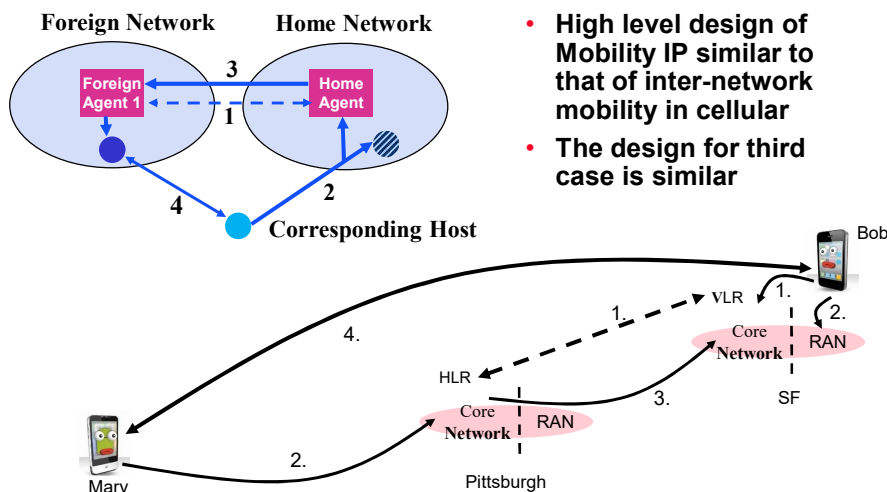 Foreign Network
Home Network
Foreign
Agent 1
Home
Agent
3
1
2
4
Corresponding Host
• High level design of
Mobility IP similar to
that of inter-network
mobility in cellular
• The design for third
case is similar
Bob
VLR
1.
2.
1.
4.
Core
Network
RAN
HLR
3.
SF
Core
Network
RAN
2.
Pittsburgh
Mary